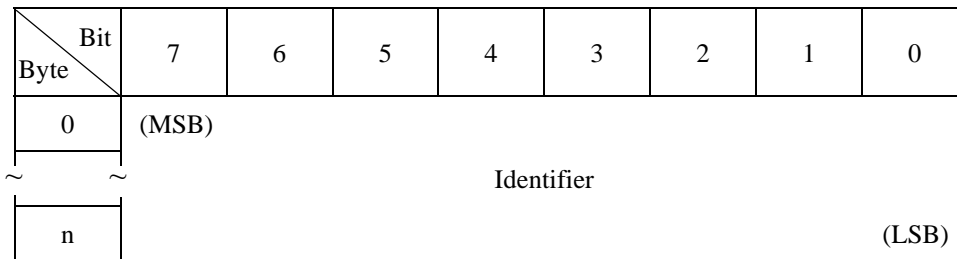 Bit
Byte 7 6 5 4 3 2 1 0
0 (MSB)
~ ~ Identifier
n (LSB)